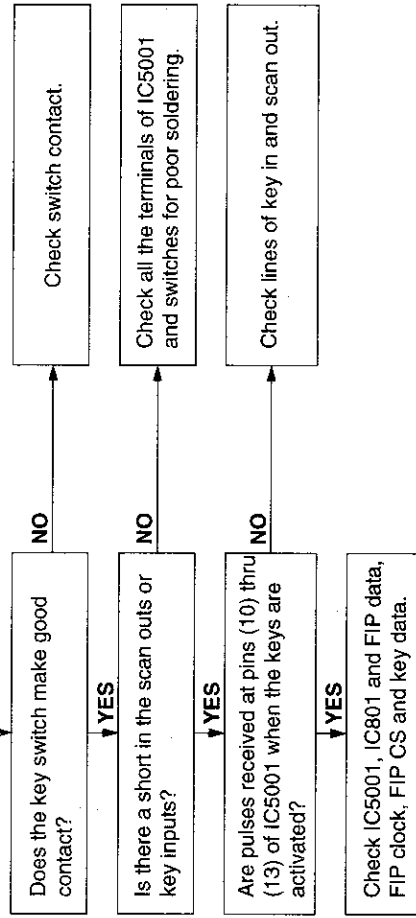 Does the key switch make good
contact?
NO
Check switch contact.
YES
Is there a short in the scan outs or
key inputs?
NO
Check all the terminals of IC5001
and switches for poor soldering.
YES
Are pulses received at pins (10) thru
(13) of IC5001 when the keys are
activated?
NO
Check lines of key in and scan out.
YES
Check IC5001, IC801 and FIP data,
FIP clock, FIP CS and key data.